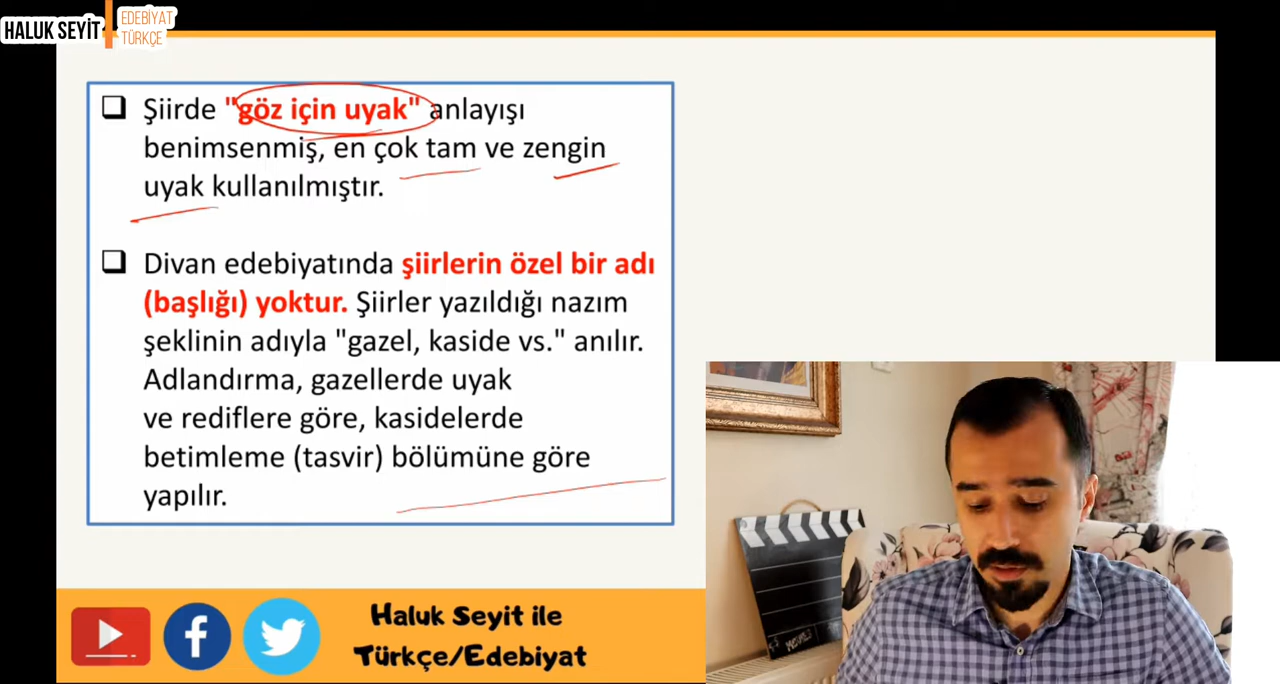 HALUK SEYİT
EDEBİYAT
TÜRKÇE
Şiirde "göz için uyak" anlayışı
benimsenmiş, en çok tam ve zengin
uyak kullanılmıştır.
Divan edebiyatında şiirlerin özel bir adı
(başlığı) yoktur. Şiirler yazıldığı nazım
şeklinin adıyla "gazel, kaside vs." anılır.
Adlandırma, gazellerde uyak
ve rediflere göre, kasidelerde
betimleme (tasvir) bölümüne göre
yapılır.
Haluk Seyit ile
Türkçe/Edebiyat